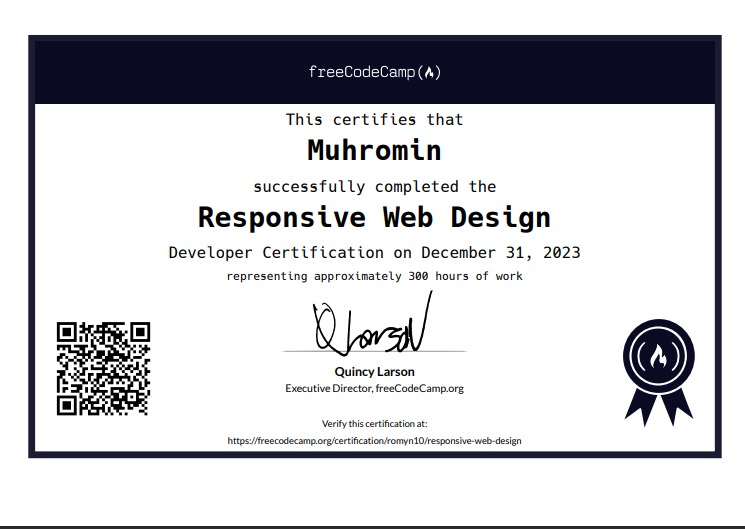 freeCodeCamp
This certifies that
Muhromin
successfully completed the
Responsive Web Design
Developer Certification on December 31, 2023
representing approximately 300 hours of work
Quincy Larson
Executive Director, freeCodeCamp.org
Verify this certification at:
https://freecodecamp.org/certification/romyn10/responsive-web-design